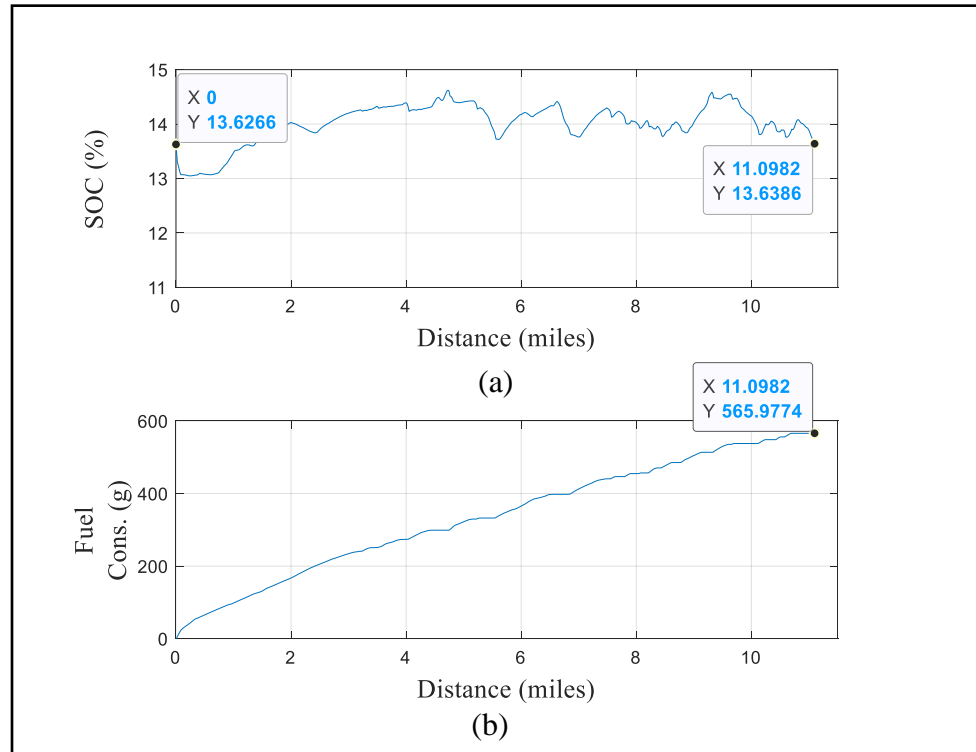 15
14
13
12
11
SOC (%)
X 0
Y 13.6266
X 11.0982
Y 13.6386
0 2 4 6 8 10
Distance (miles)
(a)
X 11.0982
Y 565.9774
600
400
200
0
Fuel
Cons. (g)
0 2 4 6 8 10
Distance (miles)
(b)